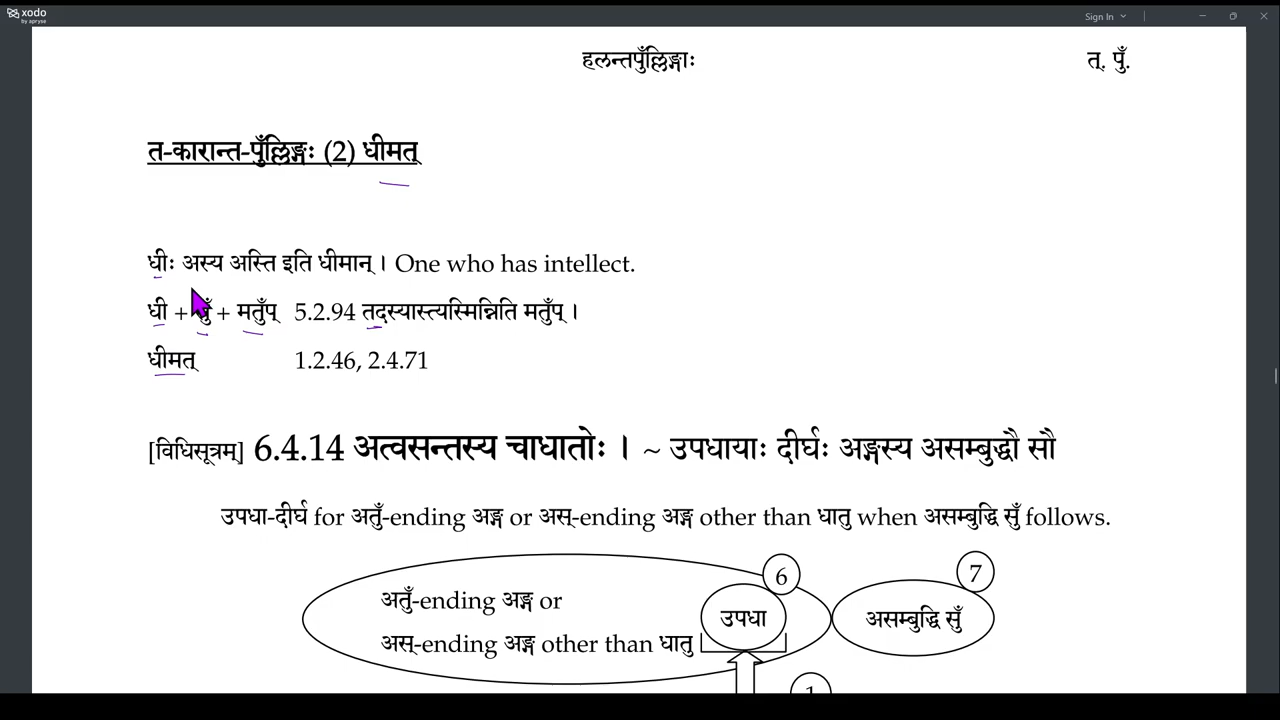 xodo
by apryse
Sign In
हलन्तपुँल्लिङ्गाः त्. पुँ.
त-कारान्त-पुँल्लिङ्गः (2) धीमत्
धीः अस्य अस्ति इति धीमान् । One who has intellect.
धी + सुँ + मतुँप् 5.2.94 तदस्यास्त्यस्मिन्निति मतुँप् ।
धीमत् 1.2.46, 2.4.71
[विधिसूत्रम्] 6.4.14 अत्वसन्तस्य चाधातोः । ~ उपधायाः दीर्घः अङ्गस्य असम्बुद्धौ सौ
उपधा-दीर्घ for अतुँ-ending अङ्ग or अस्-ending अङ्ग other than धातु when असम्बुद्धि सुँ follows.
6 7
अतुँ-ending अङ्ग or
उपधा असम्बुद्धि सुँ
अस्-ending अङ्ग other than धातु
1